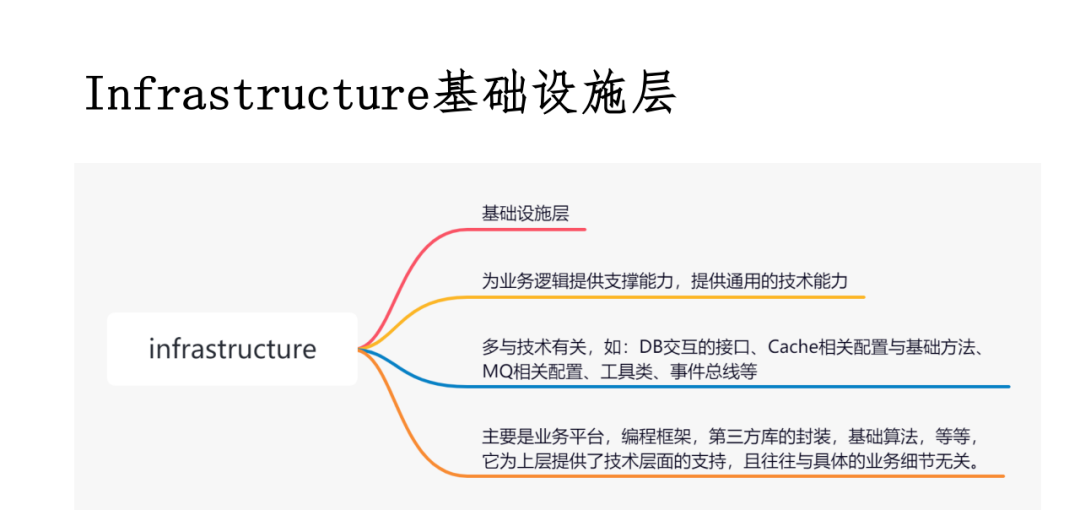 Infrastructure基础设施层
基础设施层
为业务逻辑提供支撑能力，提供通用的技术能力
infrastructure
多与技术有关，如：DB交互的接口、Cache相关配置与基础方法、
MQ相关配置、工具类、事件总线等
主要是业务平台，编程框架，第三方库的封装，基础算法，等等，
它为上层提供了技术层面的支持，且往往与具体的业务细节无关。